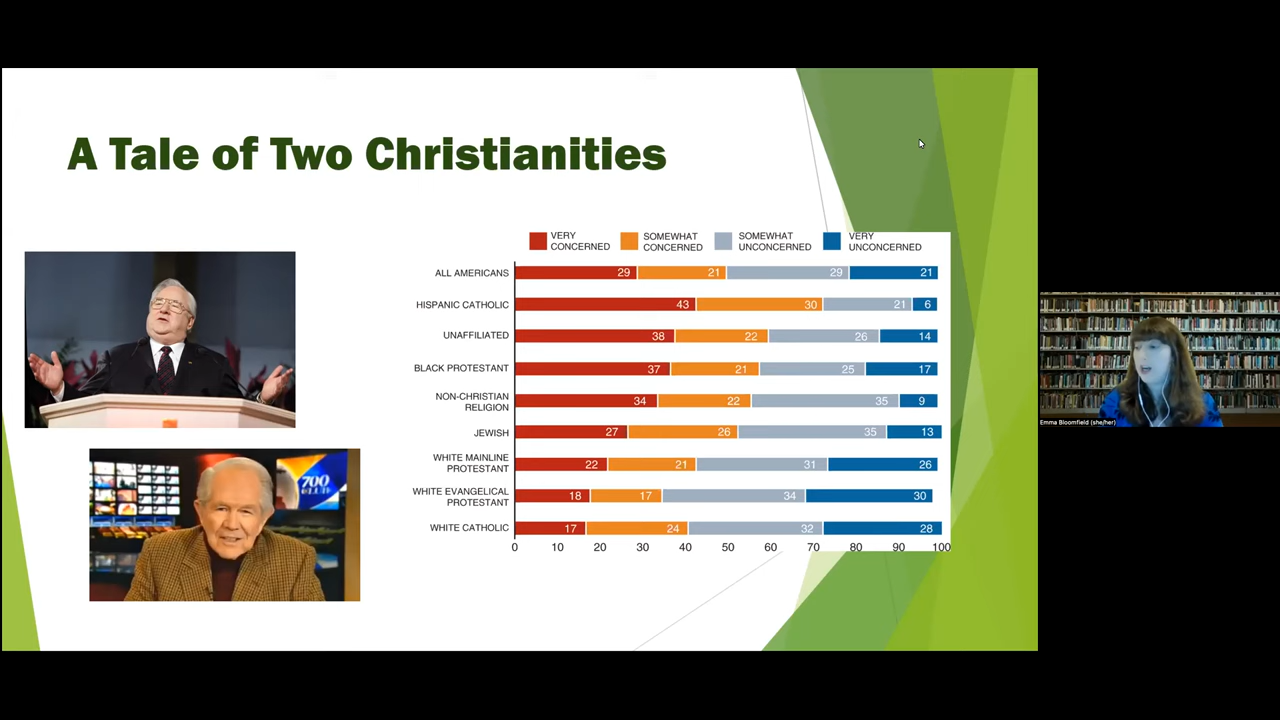 A Tale of Two Christianities
VERY
CONCERNED
SOMEWHAT
CONCERNED
SOMEWHAT
UNCONCERNED
VERY
UNCONCERNED
ALL AMERICANS 29 21 29 21
HISPANIC CATHOLIC 43 30 21 6
UNAFFILIATED 38 22 26 14
BLACK PROTESTANT 37 21 25 17
NON-CHRISTIAN
RELIGION 34 22 35 9
JEWISH 27 26 35 13
WHITE MAINLINE
PROTESTANT 22 21 31 26
WHITE EVANGELICAL
PROTESTANT 18 17 34 30
WHITE CATHOLIC 17 24 32 28
0 10 20 30 40 50 60 70 80 90 100
700
Emma Bloomfield (she/her)